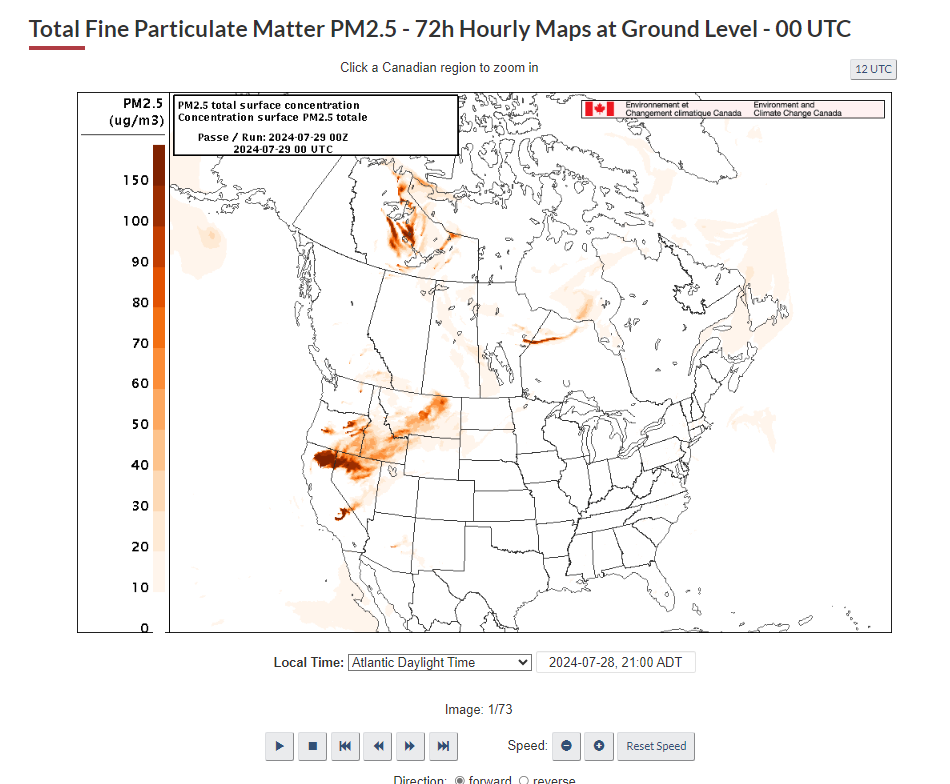 Total Fine Particulate Matter PM2.5 - 72h Hourly Maps at Ground Level - 00 UTC
Click a Canadian region to zoom in
12 UTC
PM2.5
(ug/m3)
PM2.5 total surface concentration
Concentration surface PM2.5 totale
Passe / Run: 2024-07-29 00Z
2024-07-29 00 UTC
Environnement et
Changement climatique Canada
Environment and
Climate Change Canada
150
100
90
80
70
60
50
40
30
20
10
0
Local Time: Atlantic Daylight Time 2024-07-28, 21:00 ADT
Image: 1/73
Speed: Reset Speed
Direction: forward reverse